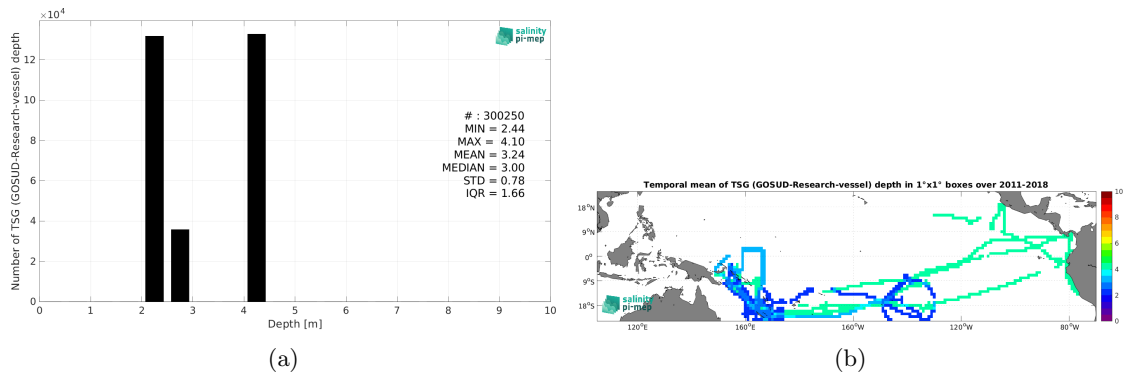 ×10⁴
14
12
10
8
6
4
2
0
Number of TSG (GOSUD-Research-vessel) depth
salinity
pi-mep
# : 300250
MIN = 2.44
MAX = 4.10
MEAN = 3.24
MEDIAN = 3.00
STD = 0.78
IQR = 1.66
0 1 2 3 4 5 6 7 8 9 10
Depth [m]
(a)
Temporal mean of TSG (GOSUD-Research-vessel) depth in 1°x1° boxes over 2011-2018
18°N
9°N
0°
9°S
18°S
salinity
pi-mep
120°E 160°E 160°W 120°W 80°W
10
8
6
4
2
0
(b)